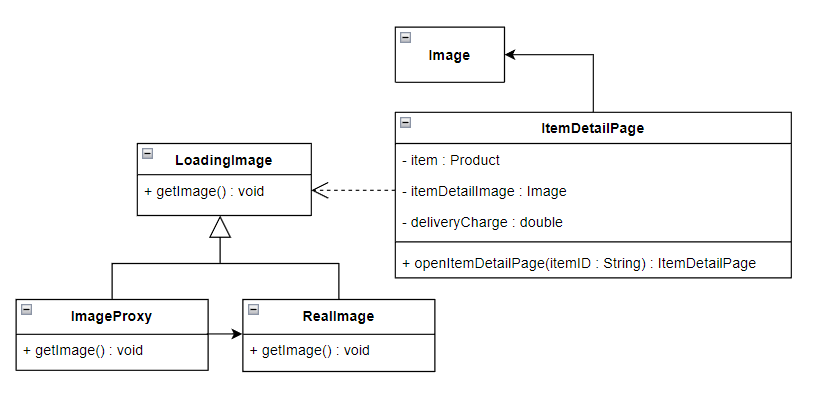 Image
ItemDetailPage
- item : Product
- itemDetailImage : Image
- deliveryCharge : double
+ openItemDetailPage(itemID : String) : ItemDetailPage
LoadingImage
+ getImage() : void
ImageProxy
+ getImage() : void
RealImage
+ getImage() : void